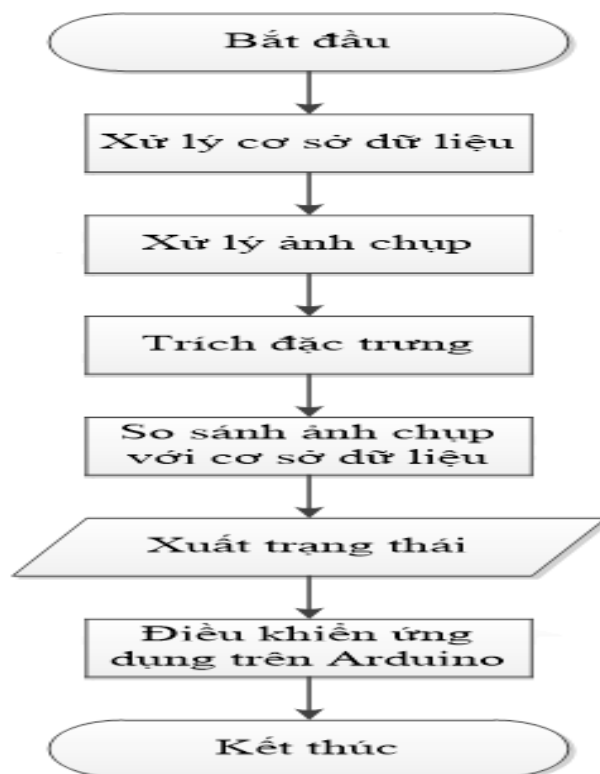 Bắt đầu
Xử lý cơ sở dữ liệu
Xử lý ảnh chụp
Trích đặc trưng
So sánh ảnh chụp
với cơ sở dữ liệu
Xuất trạng thái
Điều khiển ứng
dụng trên Arduino
Kết thúc